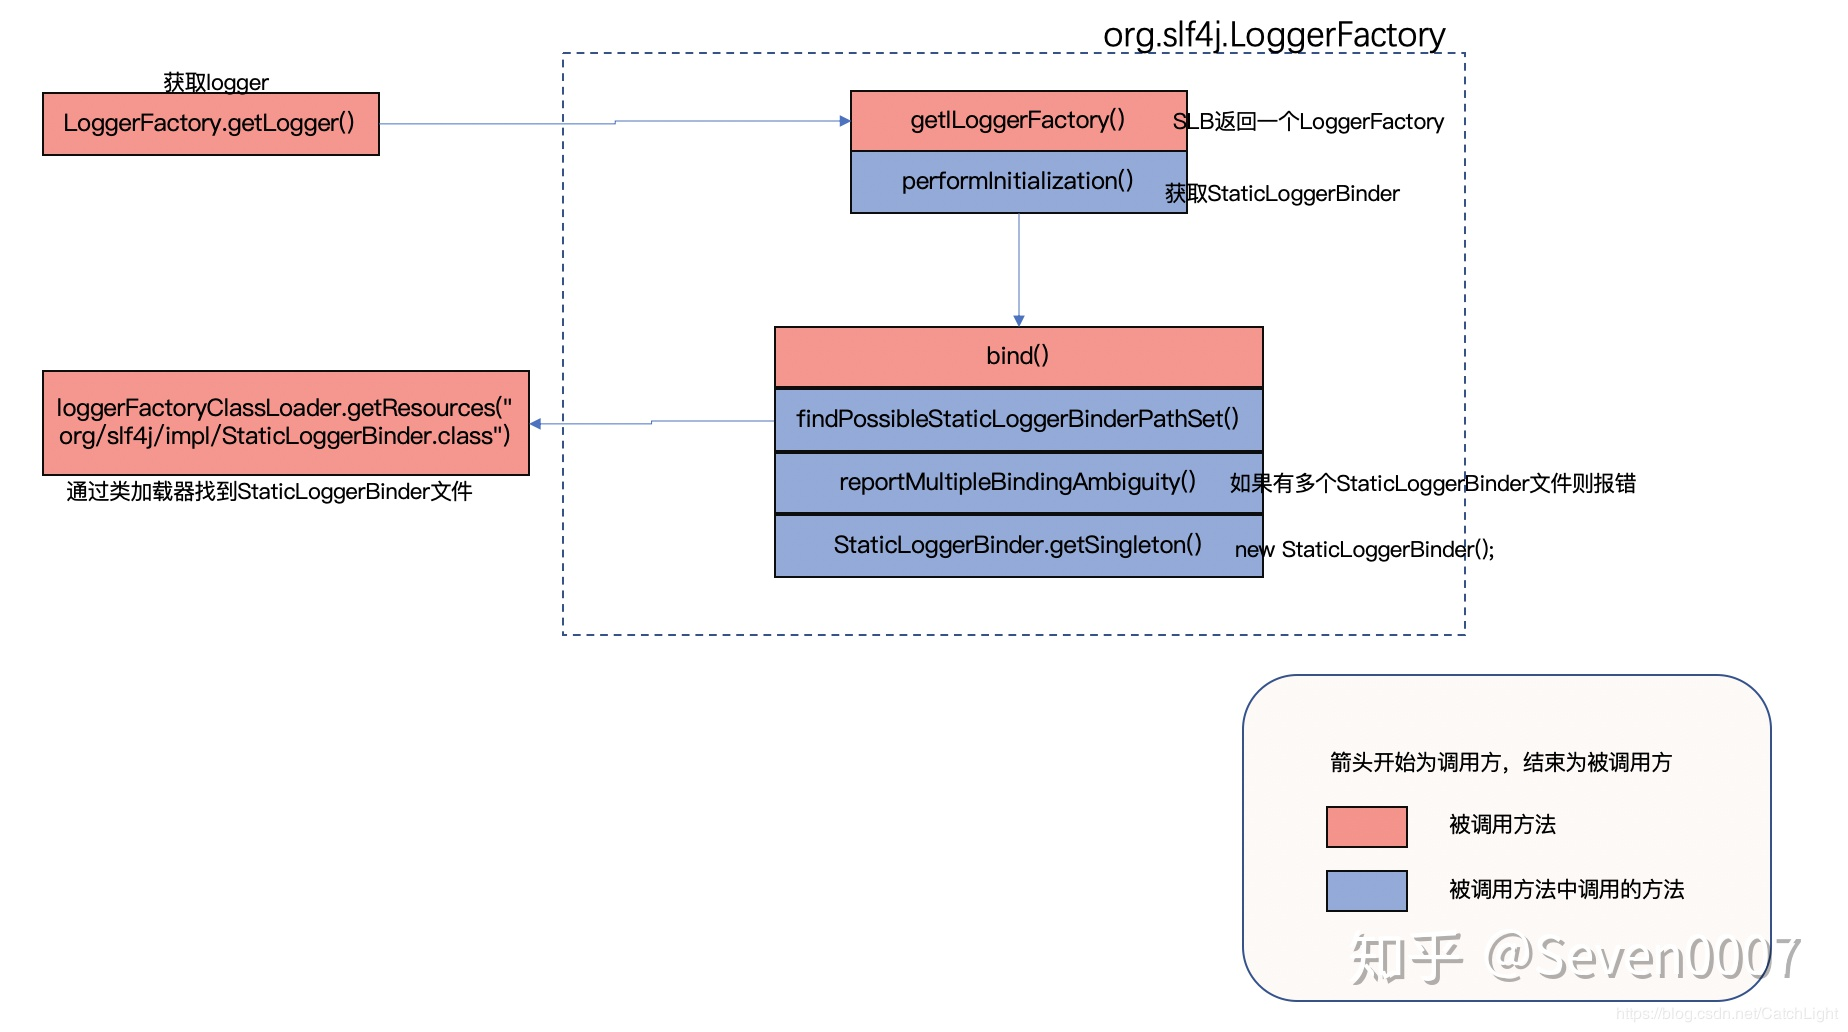 org.slf4j.LoggerFactory
获取logger
LoggerFactory.getLogger()
getILoggerFactory()
SLB返回一个LoggerFactory
performInitialization()
获取StaticLoggerBinder
bind()
loggerFactoryClassLoader.getResources("
org/slf4j/impl/StaticLoggerBinder.class")
通过类加载器找到StaticLoggerBinder文件
findPossibleStaticLoggerBinderPathSet()
reportMultipleBindingAmbiguity()
如果有多个StaticLoggerBinder文件则报错
StaticLoggerBinder.getSingleton()
new StaticLoggerBinder();
箭头开始为调用方，结束为被调用方
被调用方法
被调用方法中调用的方法
知乎 @Seven0007
https://blog.csdn.net/CatchLight